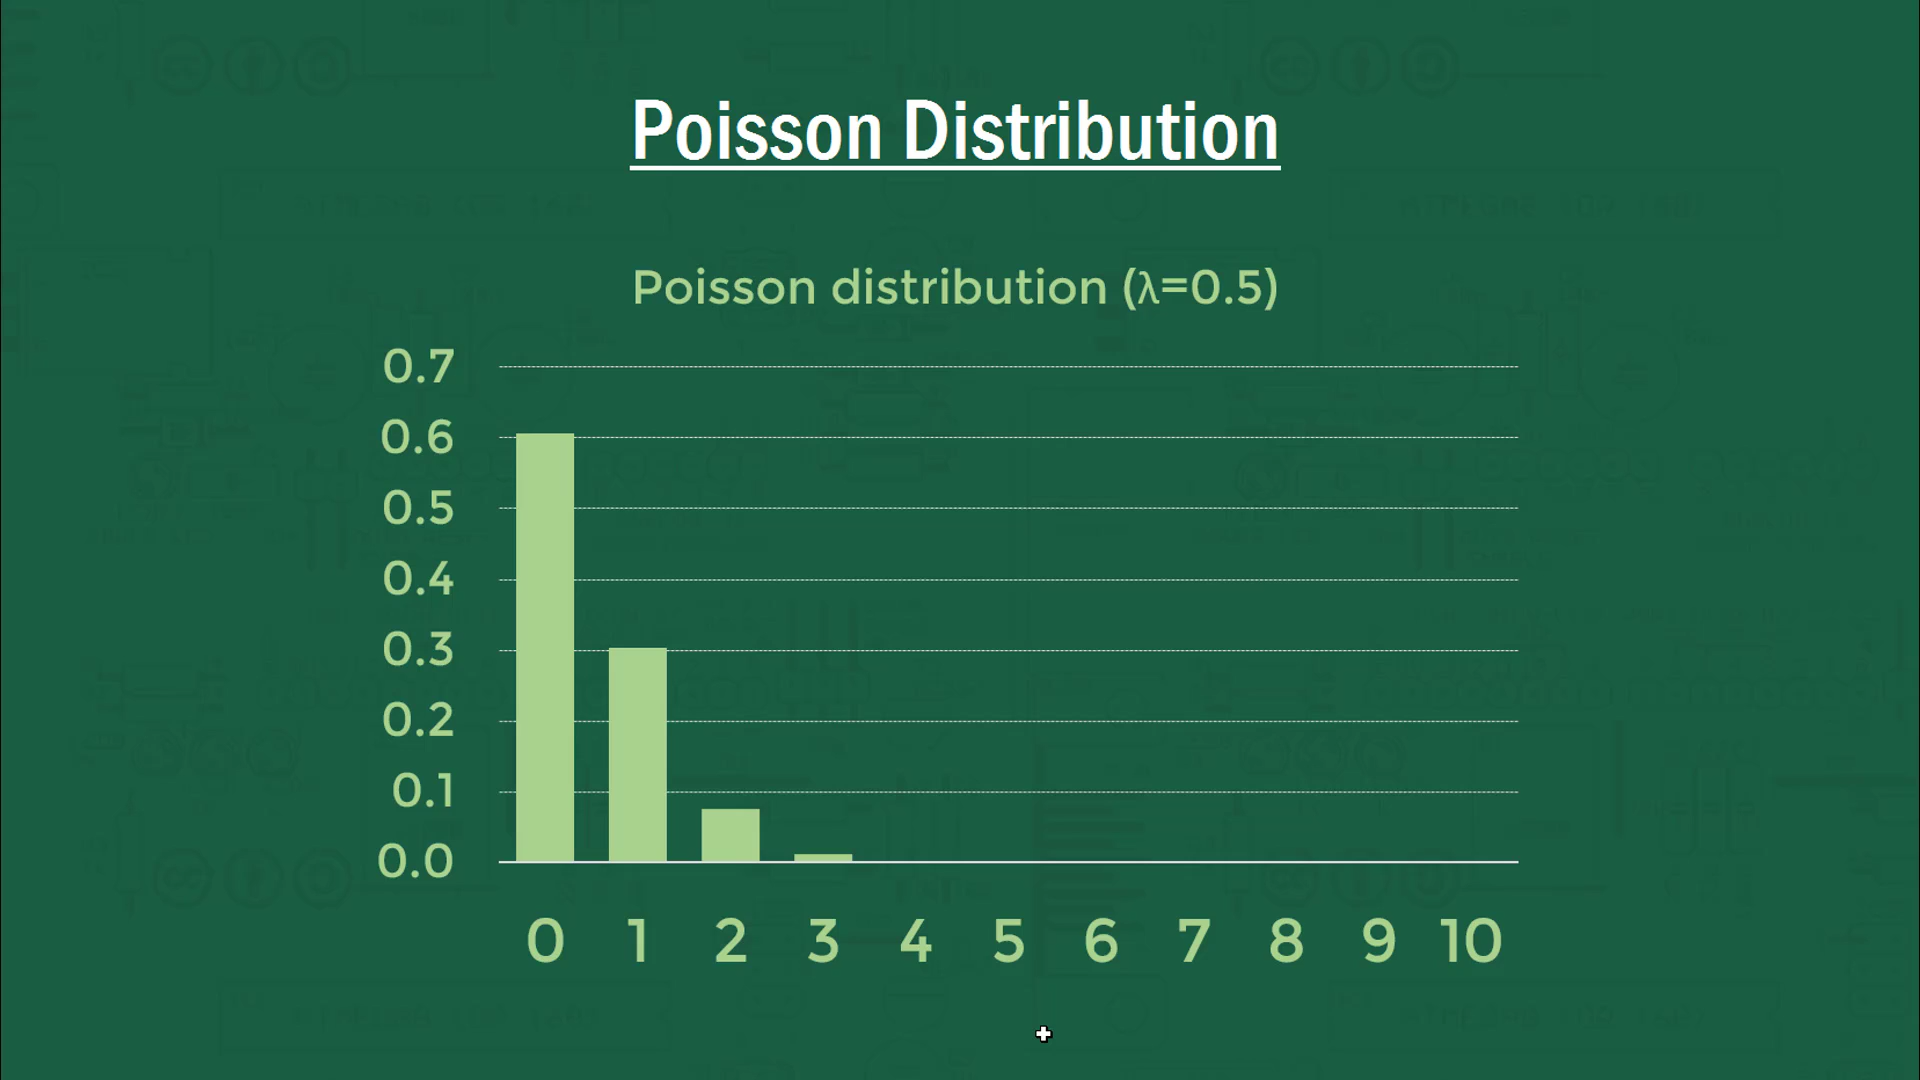 Poisson Distribution
Poisson distribution (λ=0.5)
0.7
0.6
0.5
0.4
0.3
0.2
0.1
0.0
0 1 2 3 4 5 6 7 8 9 10